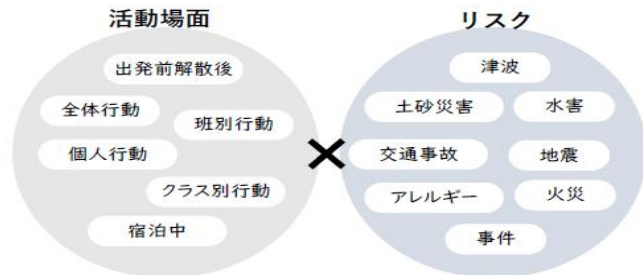 活動場面
出発前解散後
全体行動
班別行動
個人行動
クラス別行動
宿泊中
×
リスク
津波
土砂災害
水害
交通事故
地震
アレルギー
火災
事件